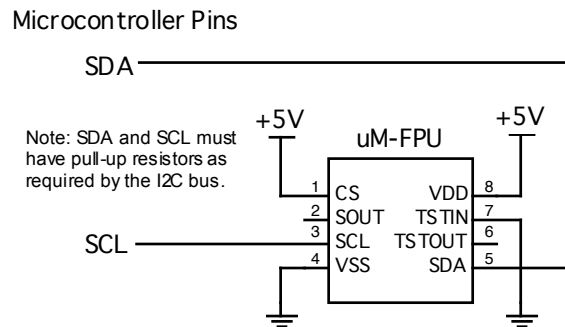 Microcontroller Pins
SDA
+5V
+5V
Note: SDA and SCL must
have pull-up resistors as
required by the I2C bus.
uM-FPU
1 CS VDD 8
2 SOUT TSTIN 7
3 SCL TSTOUT 6
4 VSS SDA 5
SCL